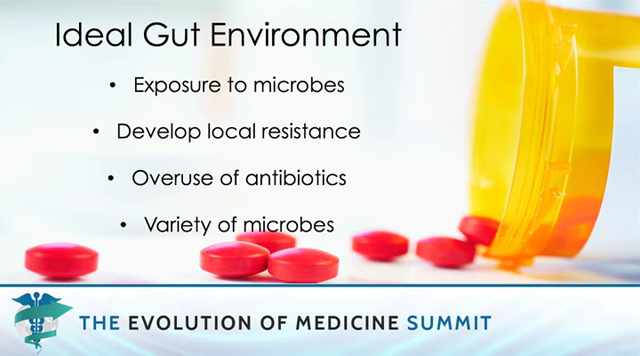 Ideal Gut Environment
• Exposure to microbes
• Develop local resistance
• Overuse of antibiotics
• Variety of microbes
THE EVOLUTION OF MEDICINE SUMMIT